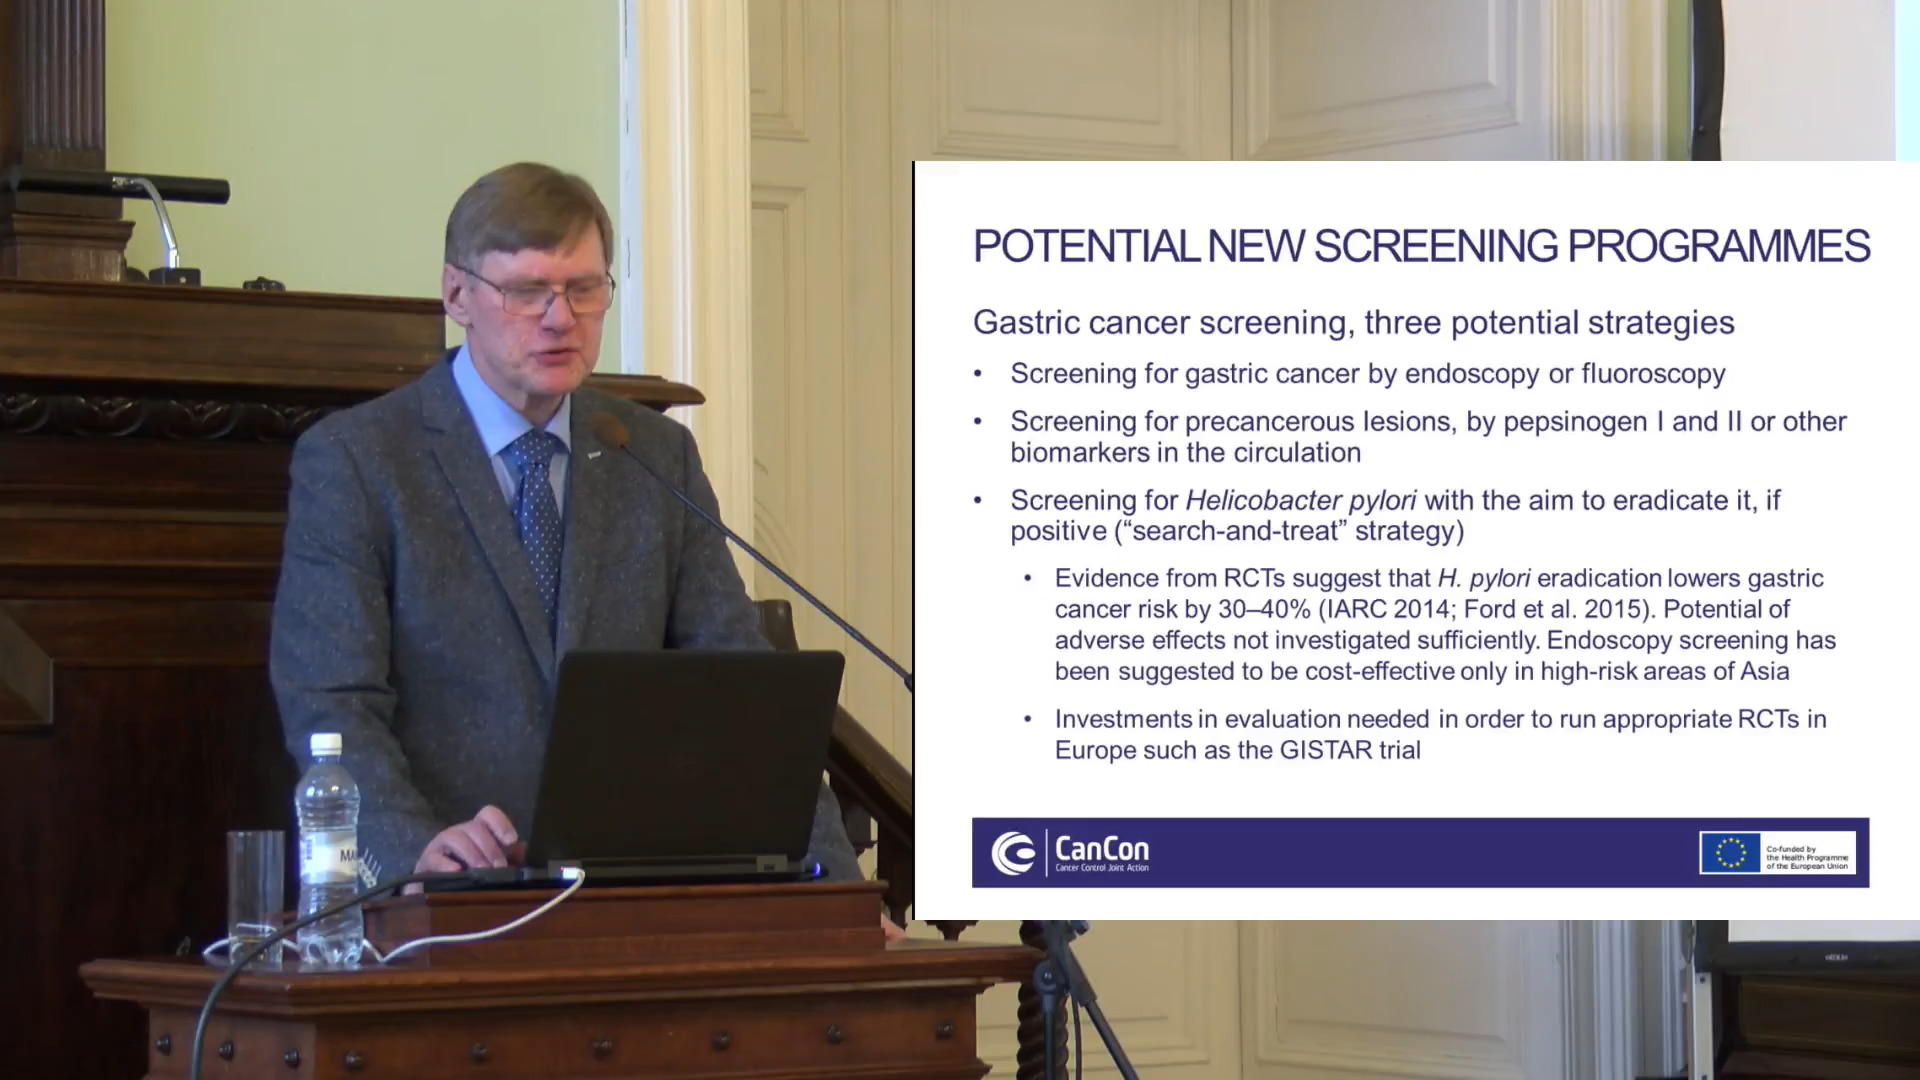 POTENTIAL NEW SCREENING PROGRAMMES
Gastric cancer screening, three potential strategies
• Screening for gastric cancer by endoscopy or fluoroscopy
• Screening for precancerous lesions, by pepsinogen I and II or other
biomarkers in the circulation
• Screening for Helicobacter pylori with the aim to eradicate it, if
positive (“search-and-treat” strategy)
• Evidence from RCTs suggest that H. pylori eradication lowers gastric
cancer risk by 30–40% (IARC 2014; Ford et al. 2015). Potential of
adverse effects not investigated sufficiently. Endoscopy screening has
been suggested to be cost-effective only in high-risk areas of Asia
• Investments in evaluation needed in order to run appropriate RCTs in
Europe such as the GISTAR trial
CanCon
Cancer Control Joint Action
Co-funded by
the Health Programme
of the European Union